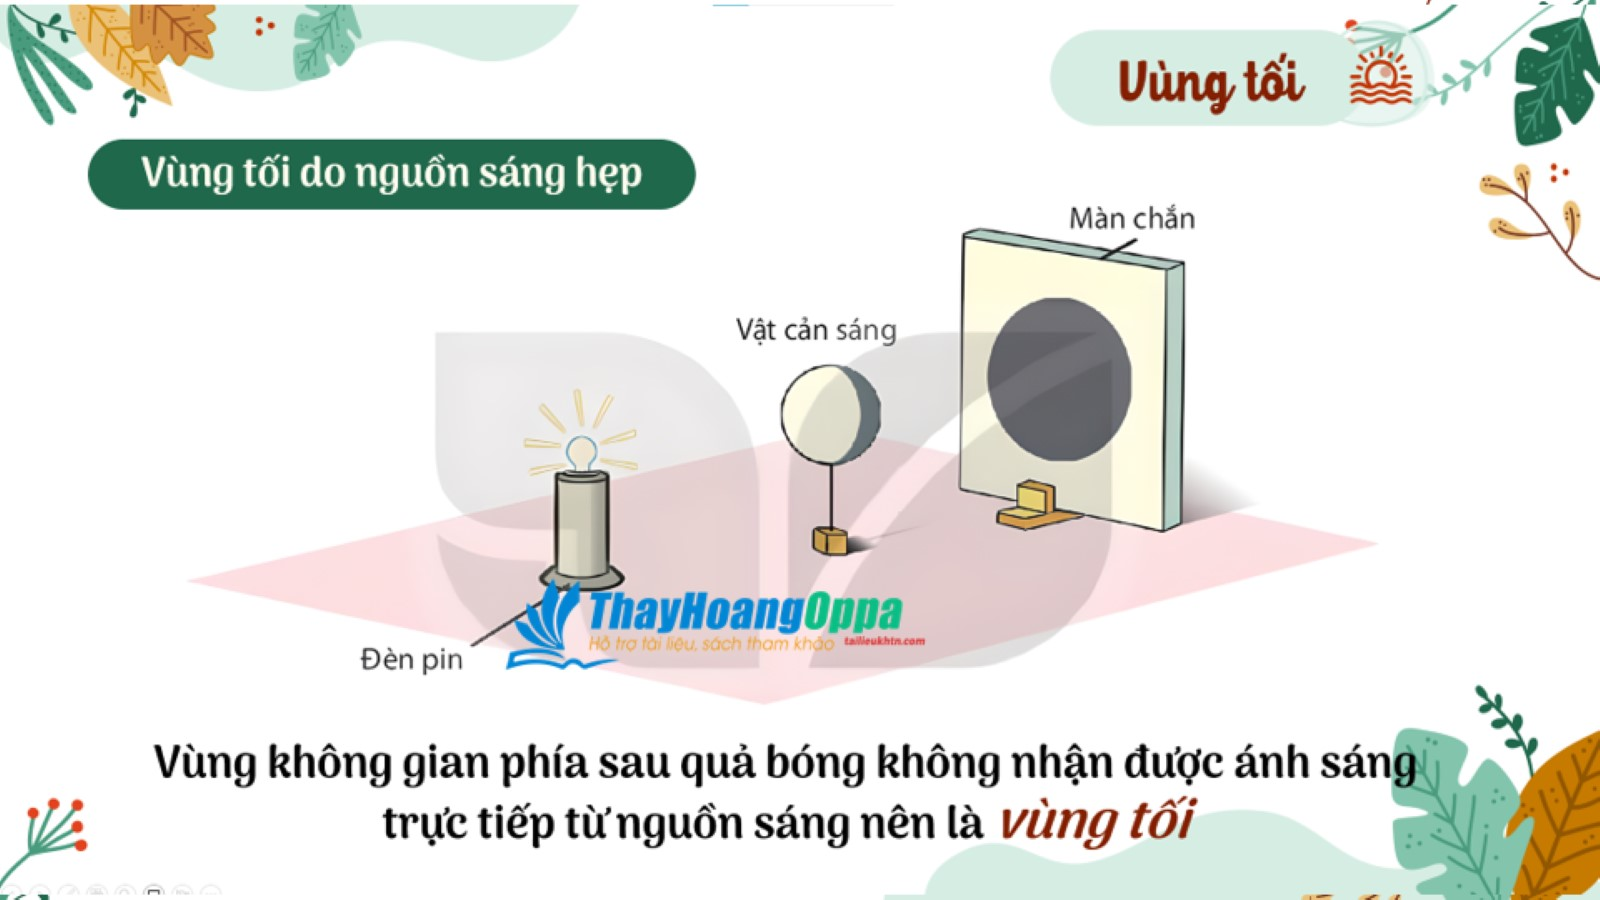 Vùng tối
Vùng tối do nguồn sáng hẹp
Màn chắn
Vật cản sáng
ThayHoangOppa
Hỗ trợ tài liệu, sách tham khảo tailieukhtn.com
Đèn pin
Vùng không gian phía sau quả bóng không nhận được ánh sáng
trực tiếp từ nguồn sáng nên là vùng tối